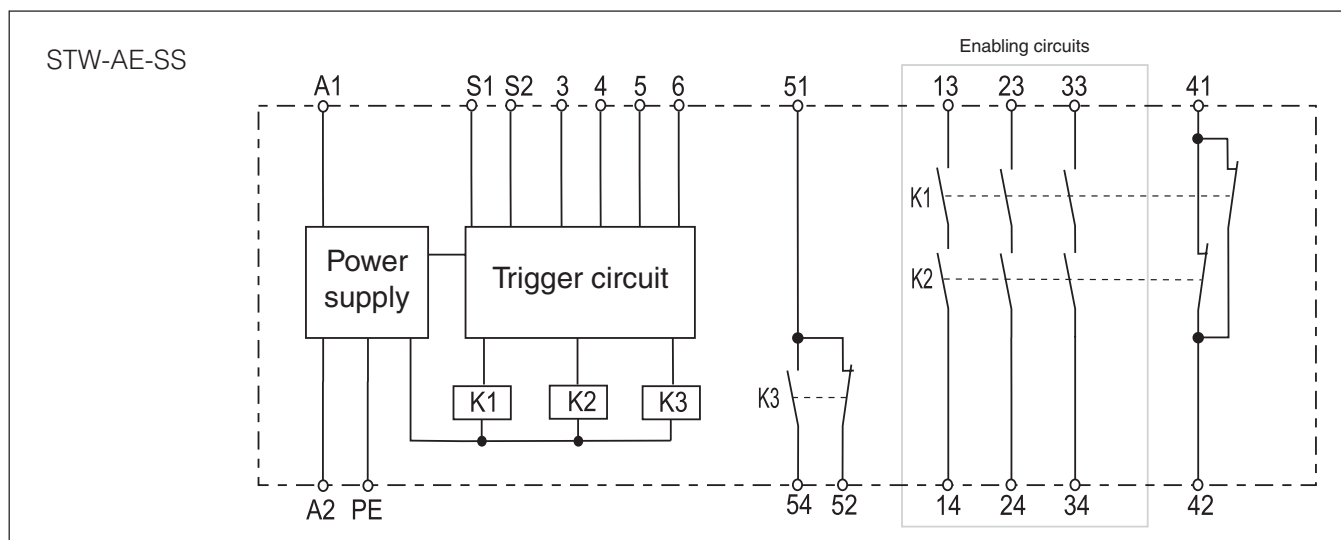 Enabling circuits
STW-AE-SS
A1 S1 S2 3 4 5 6 51 13 23 33 41
K1
Power supply
Trigger circuit
K2
K1 K2 K3
K3
A2 PE 54 52 14 24 34 42